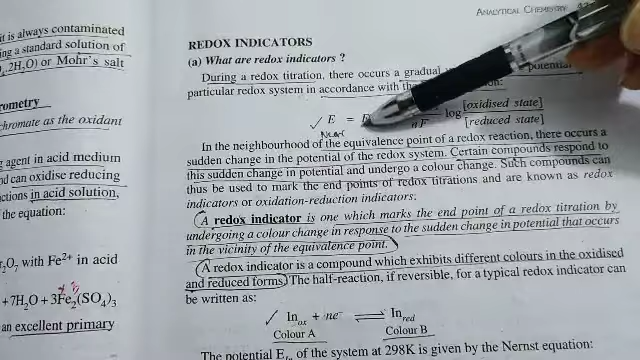 ANALYTICAL CHEMISTRY
it is always contaminated
ing a standard solution of
.2H₂O) or Mohr's salt
rometry
chromate as the oxidant
g agent in acid medium
nd can oxidise reducing
ctions in acid solution,
the equation:
₂O₇ with Fe²⁺ in acid
+7H₂O + 3Fe₂(SO₄)₃
an excellent primary
REDOX INDICATORS
(a) What are redox indicators ?
During a redox titration, there occurs a gradual potential
particular redox system in accordance with the
✓ E = log [oxidised state]
[reduced state]
Near
In the neighbourhood of the equivalence point of a redox reaction, there occurs a
sudden change in the potential of the redox system. Certain compounds respond to
this sudden change in potential and undergo a colour change. Such compounds can
thus be used to mark the end points of redox titrations and are known as redox
indicators or oxidation-reduction indicators:
A redox indicator is one which marks the end point of a redox titration by
undergoing a colour change in response to the sudden change in potential that occurs
in the vicinity of the equivalence point.
A redox indicator is a compound which exhibits different colours in the oxidised
and reduced forms. The half-reaction, if reversible, for a typical redox indicator can
be written as:
✓ In_ox + ne⁻ ⇌ In_red
Colour A Colour B
The potential E_In of the system at 298K is given by the Nernst equation: